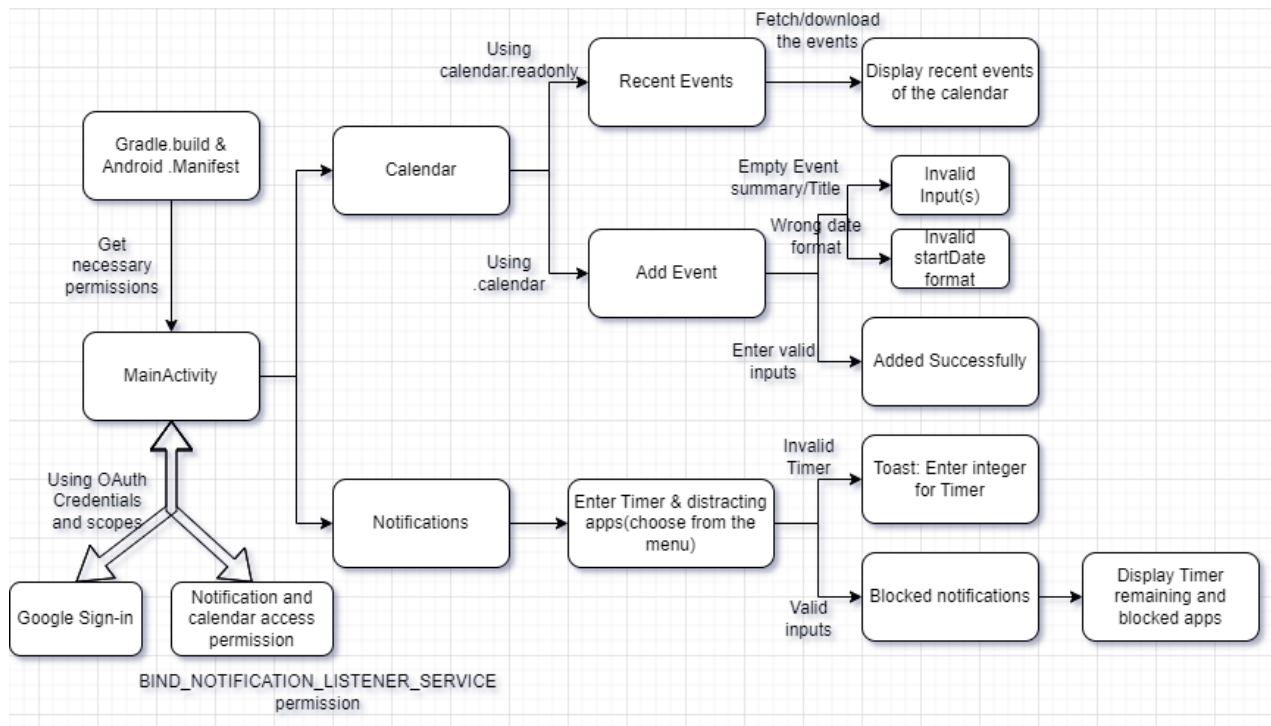 Fetch/download
the events
Using
calendar.readonly
Recent Events
Display recent events
of the calendar
Gradle.build &
Android .Manifest
Calendar
Empty Event
summary/Title
Invalid
Input(s)
Wrong date
format
Invalid
startDate
format
Get
necessary
permissions
Using
.calendar
Add Event
MainActivity
Enter valid
inputs
Added Successfully
Using OAuth
Credentials
and scopes
Invalid
Timer
Toast: Enter integer
for Timer
Notifications
Enter Timer & distracting
apps(choose from the
menu)
Google Sign-in
Notification and
calendar access
permission
Valid
inputs
Blocked notifications
Display Timer
remaining and
blocked apps
BIND_NOTIFICATION_LISTENER_SERVICE
permission